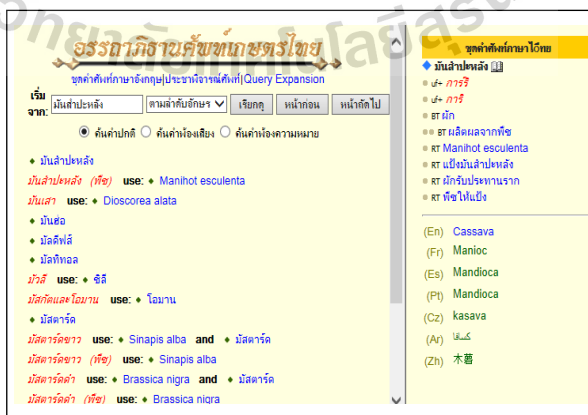 อรรถาภิธานศัพท์เกษตรไทย
ชุดคำศัพท์ภาษาอังกฤษ|ประชาพิจารณ์ศัพท์|Query Expansion
เริ่มจาก: มันสำปะหลัง ตามลำดับอักษร เรียกดู หน้าก่อน หน้าถัดไป
ค้นคำปกติ ค้นคำพ้องเสียง ค้นคำพ้องความหมาย
มันสำปะหลัง
มันสำปะหลัง (พืช) use: Manihot esculenta
มันเสา use: Dioscorea alata
มันฮ่อ
มัลดีฟส์
มัลทิทอล
มัวลี use: ชิลี
มัสกัตและโอมาน use: โอมาน
มัสตาร์ด
มัสตาร์ดขาว use: Sinapis alba and มัสตาร์ด
มัสตาร์ดขาว (พืช) use: Sinapis alba
มัสตาร์ดดำ use: Brassica nigra and มัสตาร์ด
มัสตาร์ดดำ (พืช) use: Brassica nigra
ชุดคำศัพท์ภาษาไทย
มันสำปะหลัง
uf+ การรี
uf+ การิ
BT ผัก
BT ผลิตผลจากพืช
RT Manihot esculenta
RT แป้งมันสำปะหลัง
RT ผักรับประทานราก
RT พืชให้แป้ง
(En) Cassava
(Fr) Manioc
(Es) Mandioca
(Pt) Mandioca
(Cz) kasava
(Ar) كسافا
(Zh) 木薯